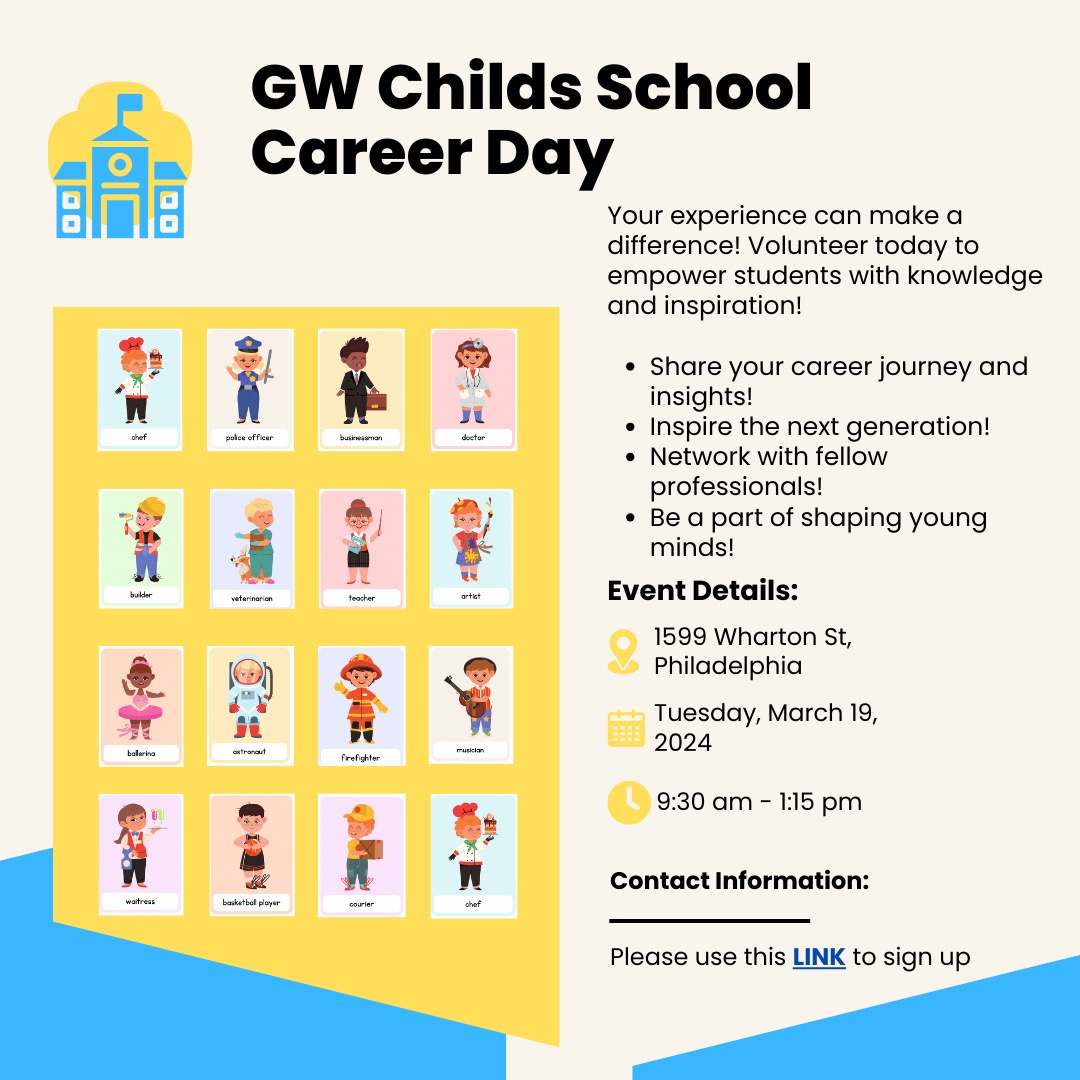 GW Childs School
Career Day
Your experience can make a
difference! Volunteer today to
empower students with knowledge
and inspiration!
• Share your career journey and
insights!
• Inspire the next generation!
• Network with fellow
professionals!
• Be a part of shaping young
minds!
Event Details:
1599 Wharton St,
Philadelphia
Tuesday, March 19,
2024
9:30 am - 1:15 pm
Contact Information:
Please use this LINK to sign up
chef
police officer
businessman
doctor
builder
veterinarian
teacher
artist
ballerina
astronaut
firefighter
musician
waitress
basketball player
courier
chef